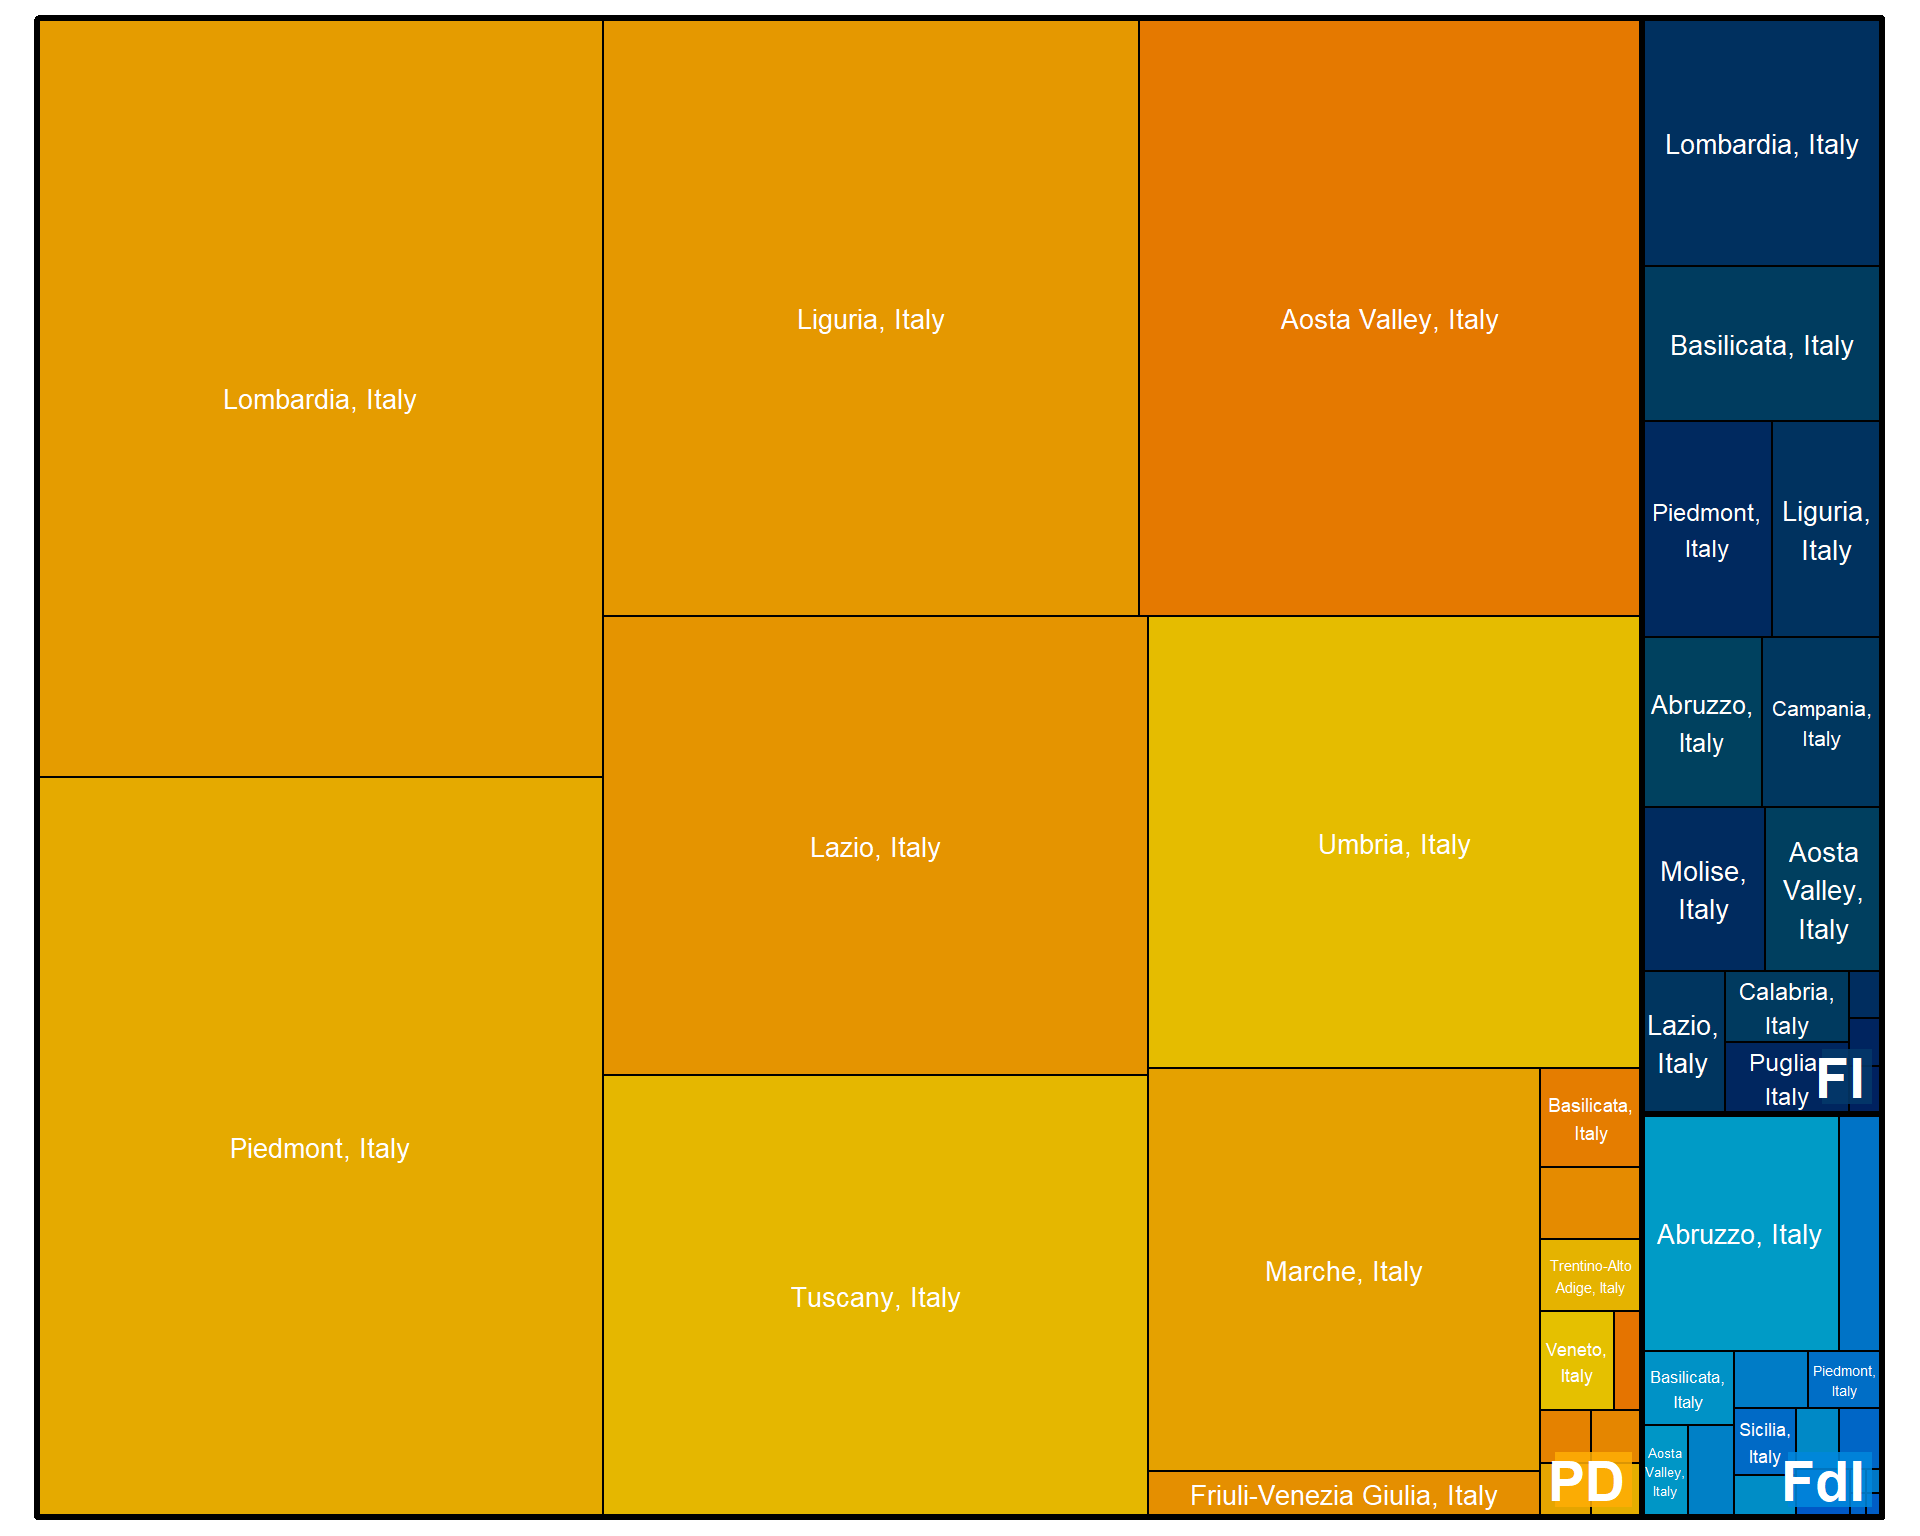 Lombardia, Italy
Piedmont, Italy
Liguria, Italy
Aosta Valley, Italy
Lazio, Italy
Umbria, Italy
Tuscany, Italy
Marche, Italy
Friuli-Venezia Giulia, Italy
Basilicata,
Italy
Trentino-Alto
Adige, Italy
Veneto,
Italy
PD
Lombardia, Italy
Basilicata, Italy
Piedmont,
Italy
Liguria,
Italy
Abruzzo,
Italy
Campania,
Italy
Molise,
Italy
Aosta
Valley,
Italy
Lazio,
Italy
Calabria,
Italy
Puglia
Italy
FI
Abruzzo, Italy
Basilicata,
Italy
Piedmont,
Italy
Sicilia,
Italy
Aosta
Valley,
Italy
FdI